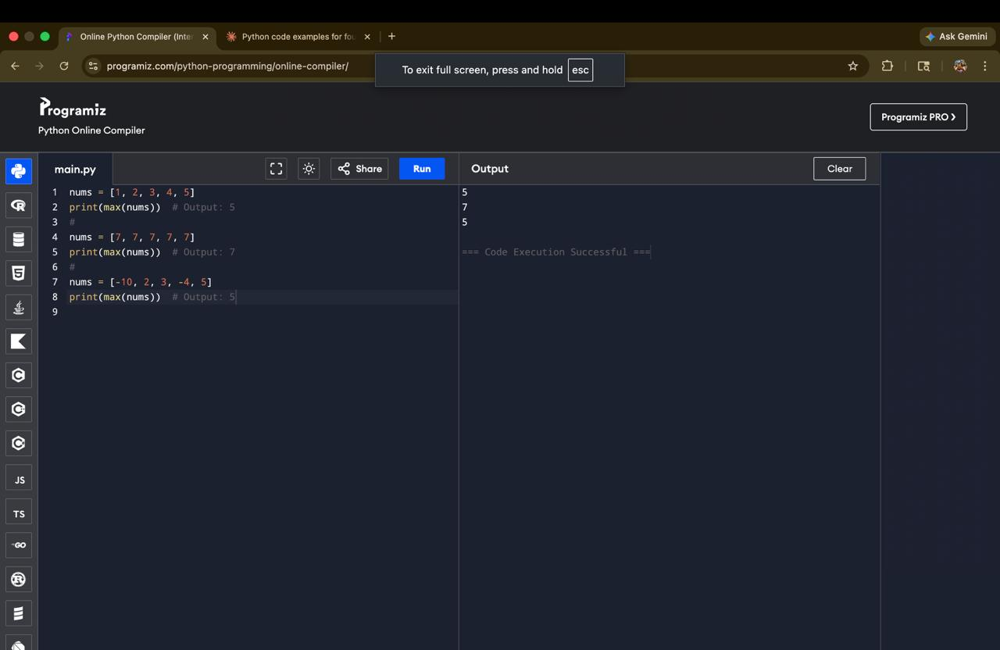 Online Python Compiler (Inter
Python code examples for fou
Ask Gemini
programiz.com/python-programming/online-compiler/
To exit full screen, press and hold esc
Programiz
Python Online Compiler
Programiz PRO ❯
main.py
Share
Run
Output
Clear
1 nums = [1, 2, 3, 4, 5]
2 print(max(nums))  # Output: 5
3 #
4 nums = [7, 7, 7, 7, 7]
5 print(max(nums))  # Output: 7
6 #
7 nums = [-10, 2, 3, -4, 5]
8 print(max(nums))  # Output: 5
9
5
7
5
=== Code Execution Successful ===
R
5
C
C
C
JS
TS
GO
R